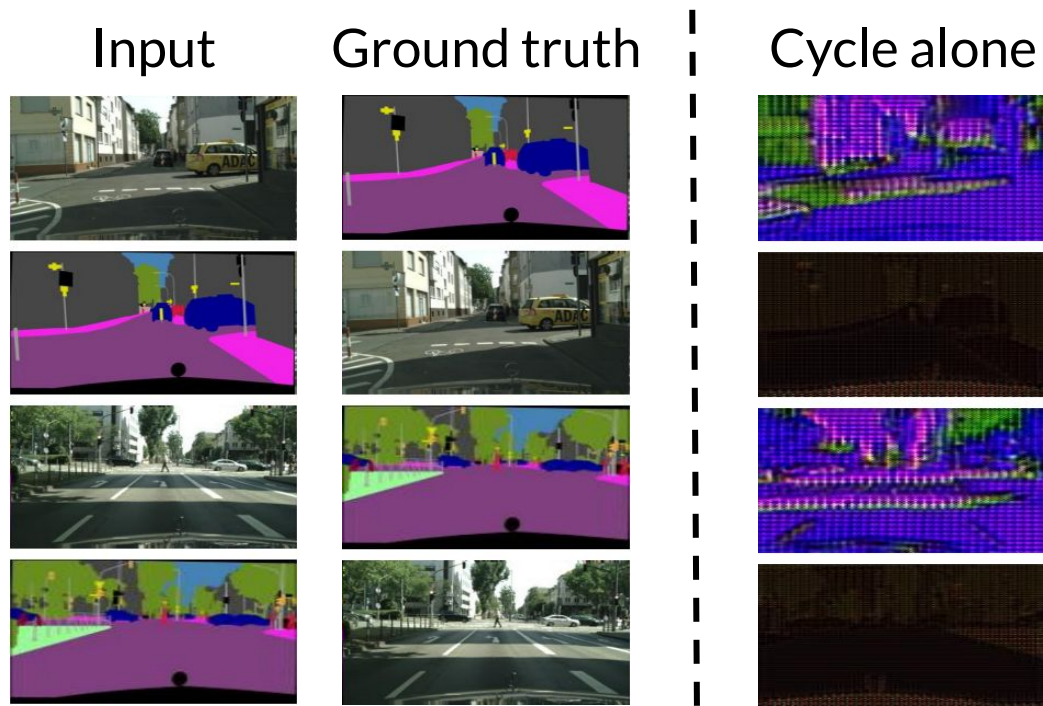 Input
Ground truth
Cycle alone
ADAC
ADAC